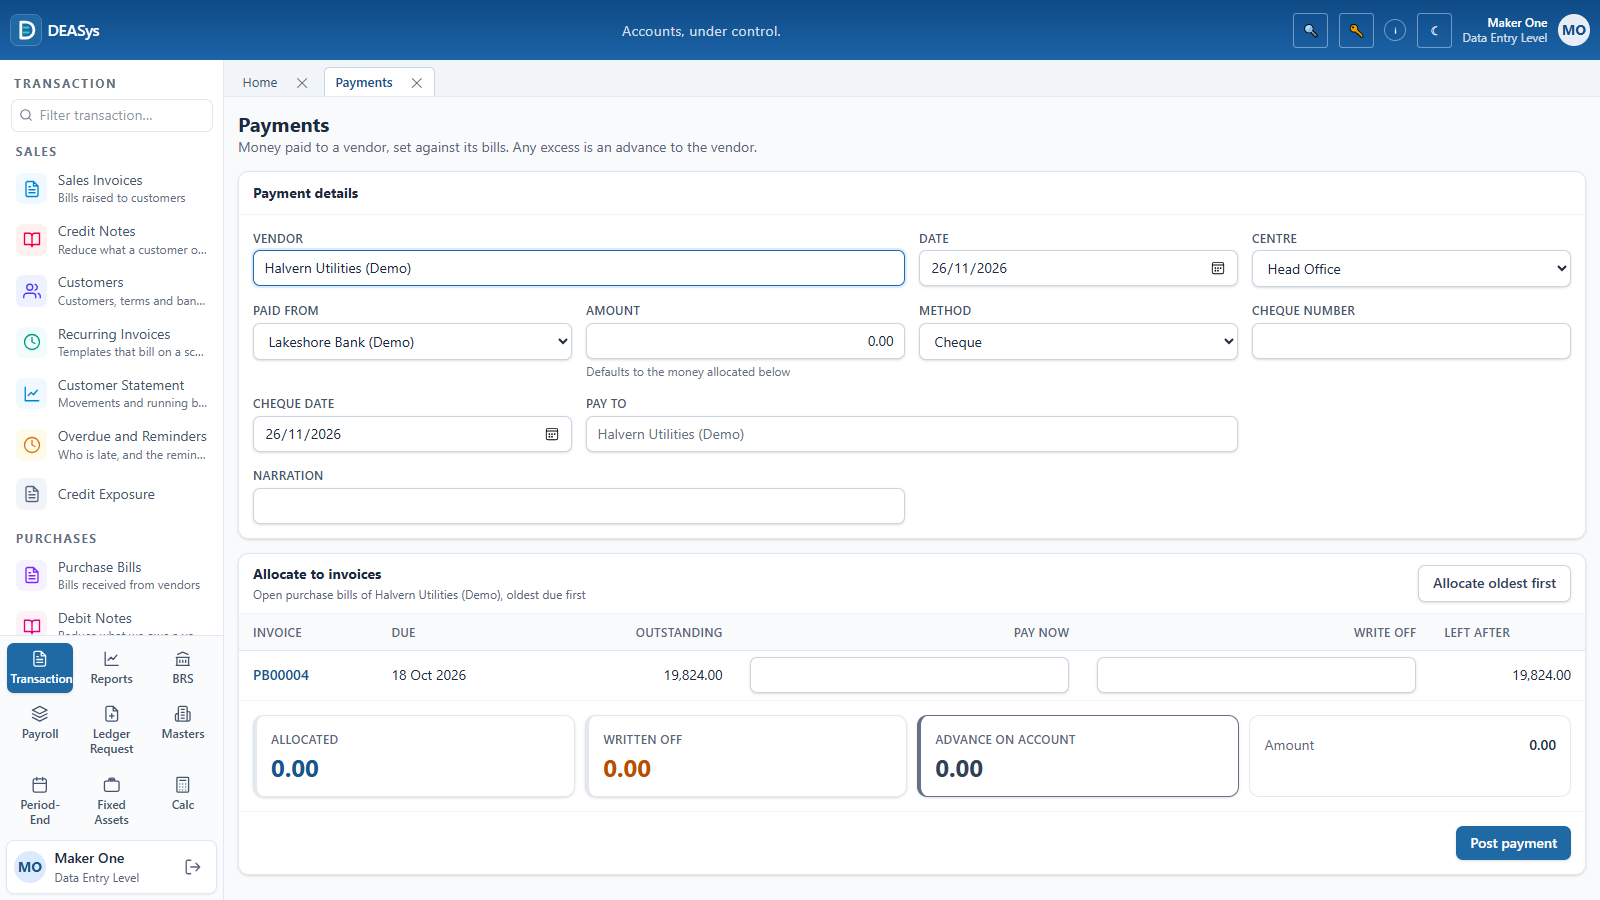 DEASys
Accounts, under control.
Maker One
Data Entry Level
MO
TRANSACTION
Filter transaction...
SALES
Sales Invoices
Bills raised to customers
Credit Notes
Reduce what a customer o...
Customers
Customers, terms and ban...
Recurring Invoices
Templates that bill on a sc...
Customer Statement
Movements and running b...
Overdue and Reminders
Who is late, and the remin...
Credit Exposure
PURCHASES
Purchase Bills
Bills received from vendors
Debit Notes
Reduce what we owe a ve...
Transaction
Reports
BRS
Payroll
Ledger Request
Masters
Period-End
Fixed Assets
Calc
MO
Maker One
Data Entry Level
Home
Payments
Payments
Money paid to a vendor, set against its bills. Any excess is an advance to the vendor.
Payment details
VENDOR
DATE
CENTRE
Halvern Utilities (Demo)
26/11/2026
Head Office
PAID FROM
AMOUNT
METHOD
CHEQUE NUMBER
Lakeshore Bank (Demo)
0.00
Cheque
Defaults to the money allocated below
CHEQUE DATE
PAY TO
26/11/2026
Halvern Utilities (Demo)
NARRATION
Allocate to invoices
Open purchase bills of Halvern Utilities (Demo), oldest due first
Allocate oldest first
INVOICE DUE OUTSTANDING PAY NOW WRITE OFF LEFT AFTER
PB00004 18 Oct 2026 19,824.00 19,824.00
ALLOCATED
0.00
WRITTEN OFF
0.00
ADVANCE ON ACCOUNT
0.00
Amount 0.00
Post payment